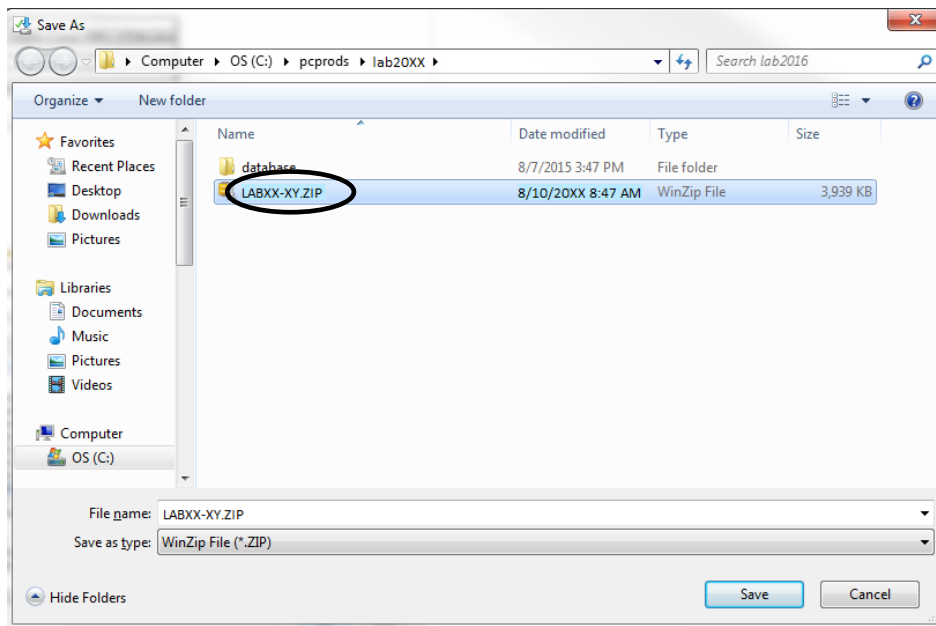 Save As
Computer OS (C:) pcprods lab20XX Search lab2016
Organize New folder
Favorites
Recent Places
Desktop
Downloads
Pictures
Libraries
Documents
Music
Pictures
Videos
Computer
OS (C:)
Name Date modified Type Size
database 8/7/2015 3:47 PM File folder
LABXX-XY.ZIP 8/10/20XX 8:47 AM WinZip File 3,939 KB
File name: LABXX-XY.ZIP
Save as type: WinZip File (*.ZIP)
Hide Folders Save Cancel